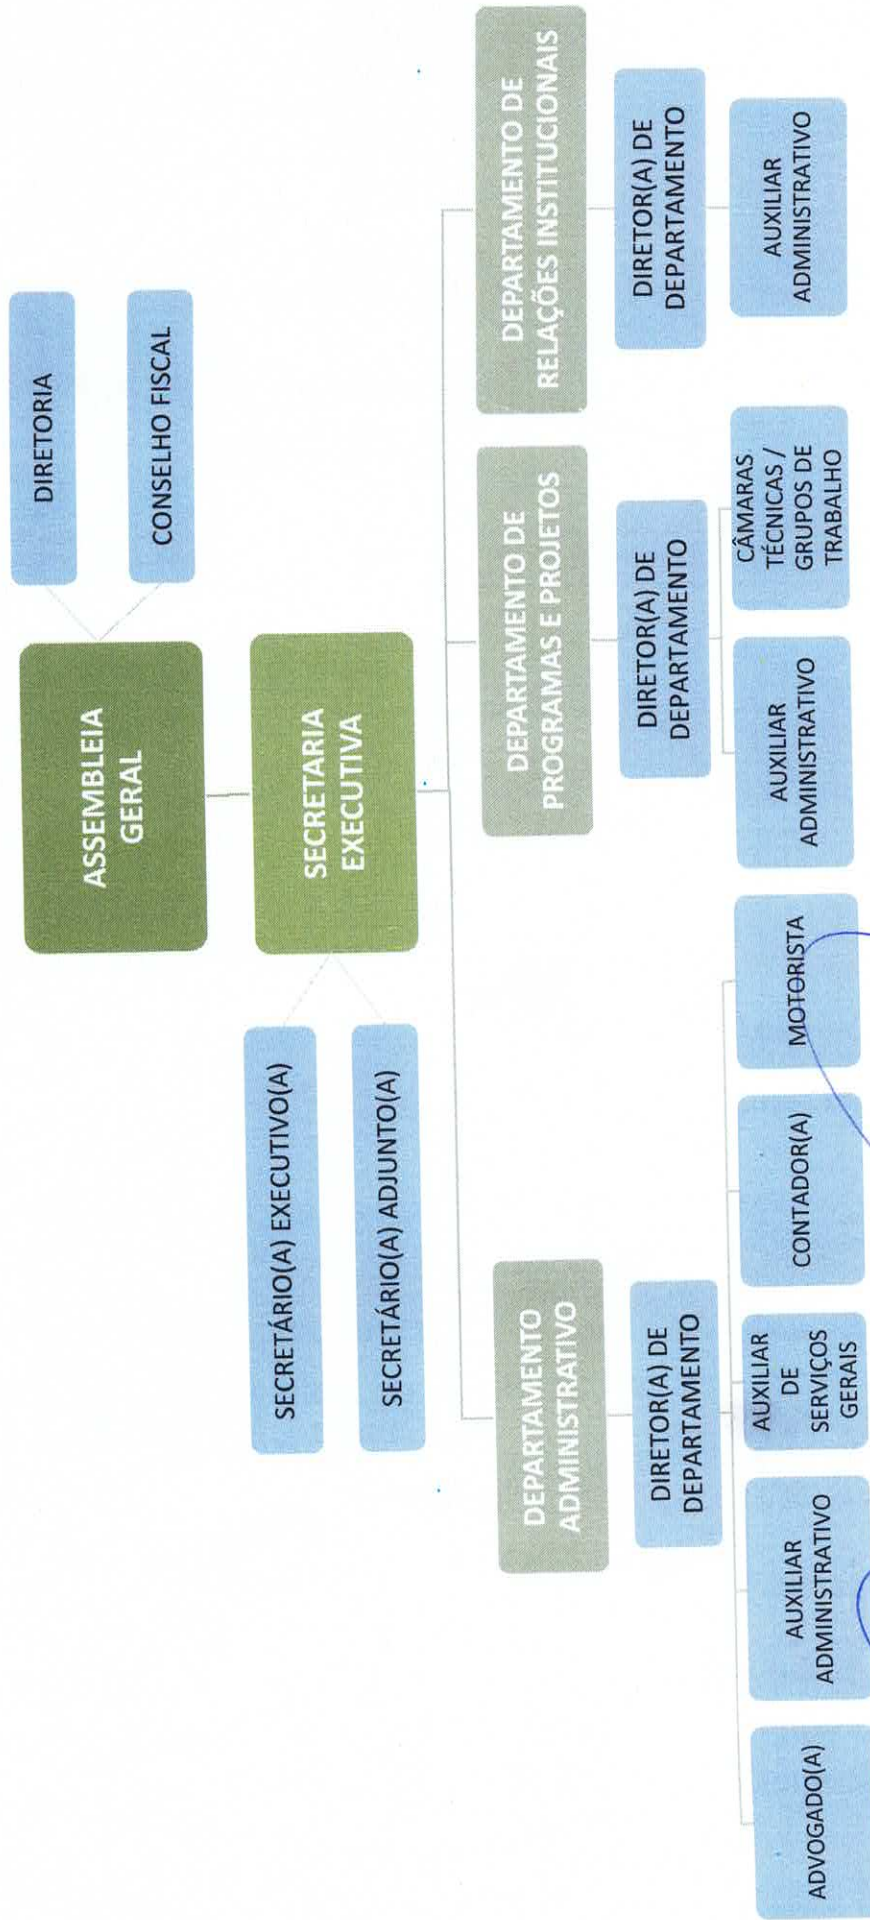 DIRETORIA
ASSEMBLEIA
GERAL
CONSELHO FISCAL
SECRETÁRIO(A) EXECUTIVO(A)
SECRETARIA
EXECUTIVA
SECRETÁRIO(A) ADJUNTO(A)
DEPARTAMENTO
ADMINISTRATIVO
DEPARTAMENTO DE
PROGRAMAS E PROJETOS
DEPARTAMENTO DE
RELAÇÕES INSTITUCIONAIS
DIRETOR(A) DE
DEPARTAMENTO
DIRETOR(A) DE
DEPARTAMENTO
DIRETOR(A) DE
DEPARTAMENTO
ADVOGADO(A)
AUXILIAR
ADMINISTRATIVO
AUXILIAR
DE
SERVIÇOS
GERAIS
CONTADOR(A)
MOTORISTA
AUXILIAR
ADMINISTRATIVO
CÂMARAS
TÉCNICAS /
GRUPOS DE
TRABALHO
AUXILIAR
ADMINISTRATIVO